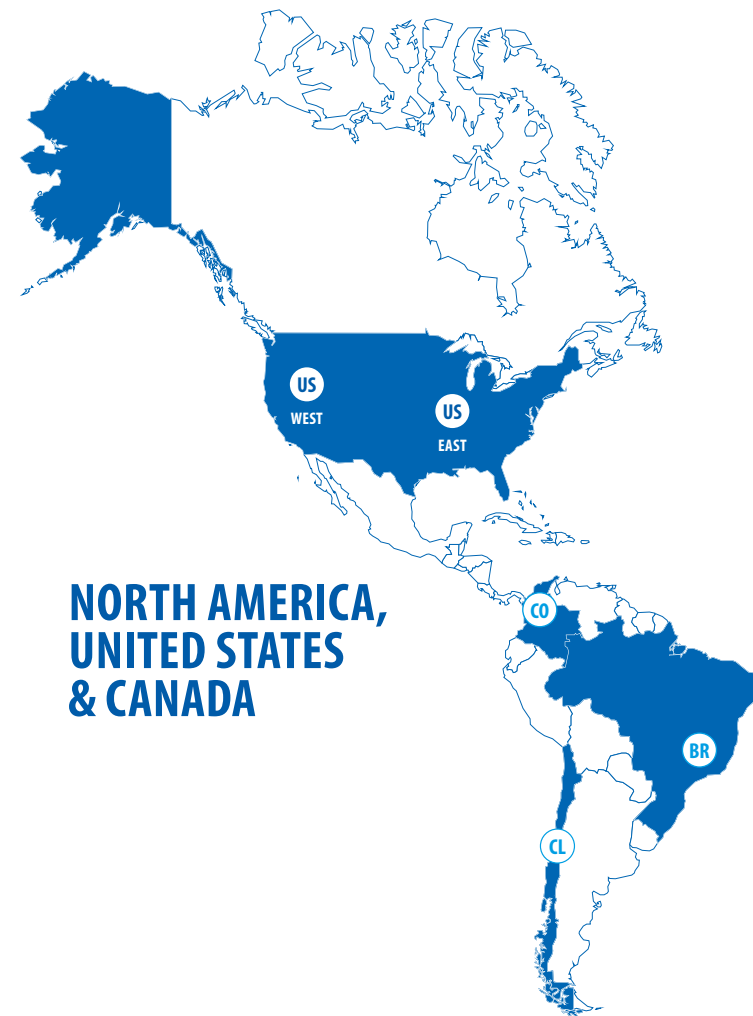 US
WEST
US
EAST
NORTH AMERICA,
UNITED STATES
& CANADA
CO
BR
CL